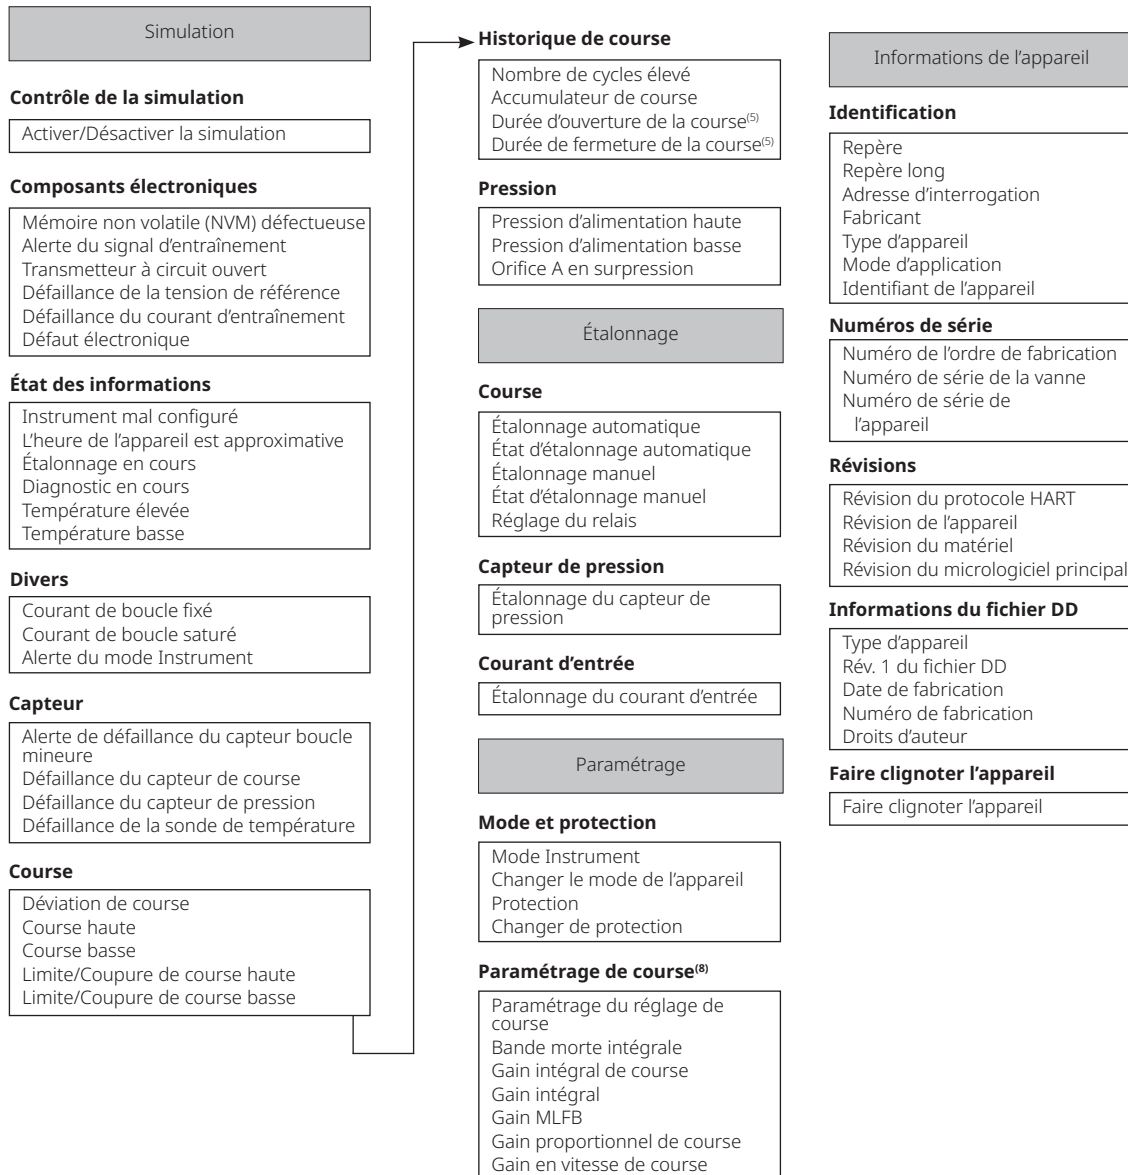 Simulation
Contrôle de la simulation
Activer/Désactiver la simulation
Composants électroniques
Mémoire non volatile (NVM) défectueuse
Alerte du signal d’entraînement
Transmetteur à circuit ouvert
Défaillance de la tension de référence
Défaillance du courant d’entraînement
Défaut électronique
État des informations
Instrument mal configuré
L’heure de l’appareil est approximative
Étalonnage en cours
Diagnostic en cours
Température élevée
Température basse
Divers
Courant de boucle fixé
Courant de boucle saturé
Alerte du mode Instrument
Capteur
Alerte de défaillance du capteur boucle
mineure
Défaillance du capteur de course
Défaillance du capteur de pression
Défaillance de la sonde de température
Course
Déviation de course
Course haute
Course basse
Limite/Coupure de course haute
Limite/Coupure de course basse
Historique de course
Nombre de cycles élevé
Accumulateur de course
Durée d’ouverture de la course(5)
Durée de fermeture de la course(5)
Pression
Pression d’alimentation haute
Pression d’alimentation basse
Orifice A en surpression
Étalonnage
Course
Étalonnage automatique
État d’étalonnage automatique
Étalonnage manuel
État d’étalonnage manuel
Réglage du relais
Capteur de pression
Étalonnage du capteur de
pression
Courant d’entrée
Étalonnage du courant d’entrée
Paramétrage
Mode et protection
Mode Instrument
Changer le mode de l’appareil
Protection
Changer de protection
Paramétrage de course(8)
Paramétrage du réglage de
course
Bande morte intégrale
Gain intégral de course
Gain intégral
Gain MLFB
Gain proportionnel de course
Gain en vitesse de course
Informations de l’appareil
Identification
Repère
Repère long
Adresse d’interrogation
Fabricant
Type d’appareil
Mode d’application
Identifiant de l’appareil
Numéros de série
Numéro de l’ordre de fabrication
Numéro de série de la vanne
Numéro de série de
l’appareil
Révisions
Révision du protocole HART
Révision de l’appareil
Révision du matériel
Révision du micrologiciel principal
Informations du fichier DD
Type d’appareil
Rév. 1 du fichier DD
Date de fabrication
Numéro de fabrication
Droits d’auteur
Faire clignoter l’appareil
Faire clignoter l’appareil